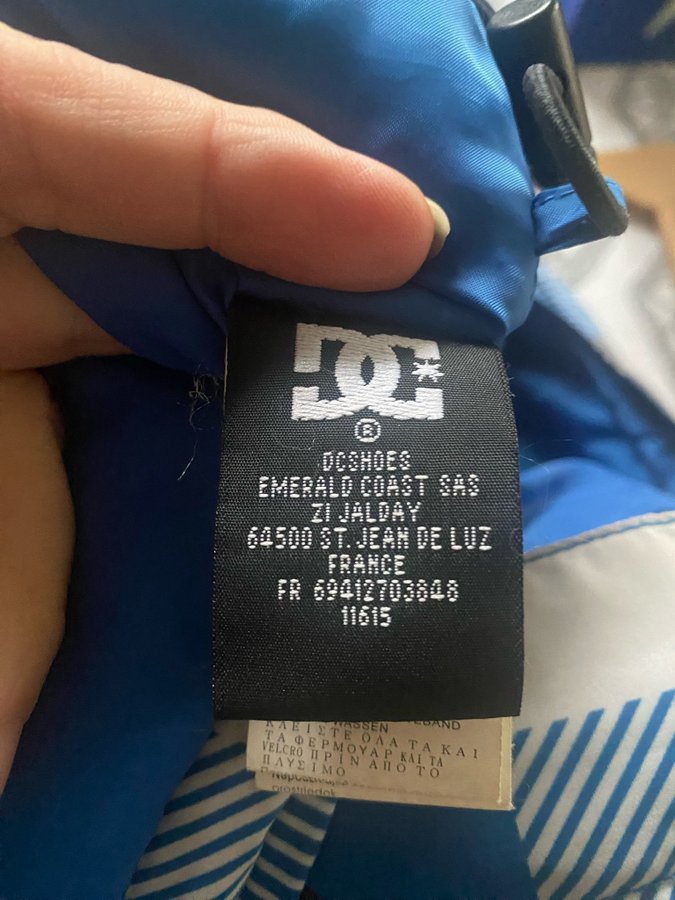 DC
®
DCSHOES
EMERALD COAST SAS
ZI JALDAY
64500 ST. JEAN DE LUZ
FRANCE
FR 69412703848
11615
WASSEN
ΚΛΕΙΣΤΕ ΟΛΑ ΤΑ ΚΑΙ
ΤΑ ΦΕΡΜΟΥΑΡ ΚΑΙ ΤΑ
VELCRO ΠΡΙΝ ΑΠΟ ΤΟ
ΠΛΥΣΙΜΟ